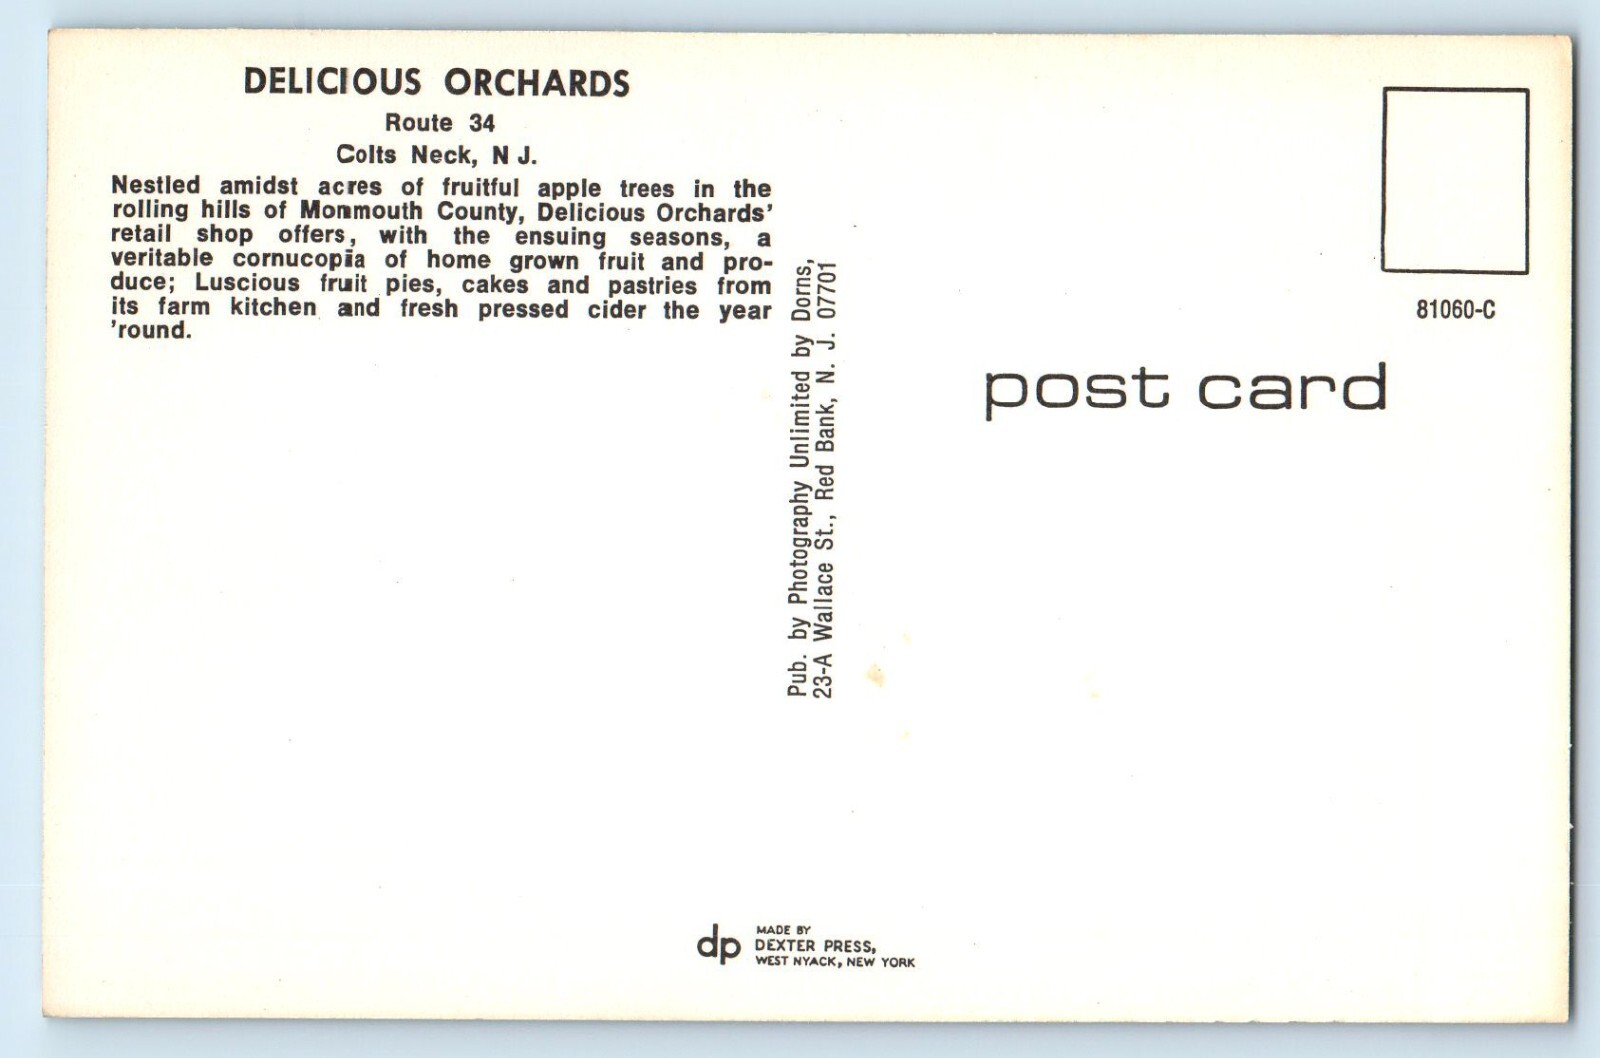 DELICIOUS ORCHARDS
Route 34
Colts Neck, N J.
Nestled amidst acres of fruitful apple trees in the
rolling hills of Monmouth County, Delicious Orchards'
retail shop offers, with the ensuing seasons, a
veritable cornucopia of home grown fruit and pro-
duce; Luscious fruit pies, cakes and pastries from
its farm kitchen and fresh pressed cider the year
'round.
Pub. by Photography Unlimited by Dorns,
23-A Wallace St., Red Bank, N. J. 07701
81060-C
post card
dp
MADE BY
DEXTER PRESS,
WEST NYACK, NEW YORK